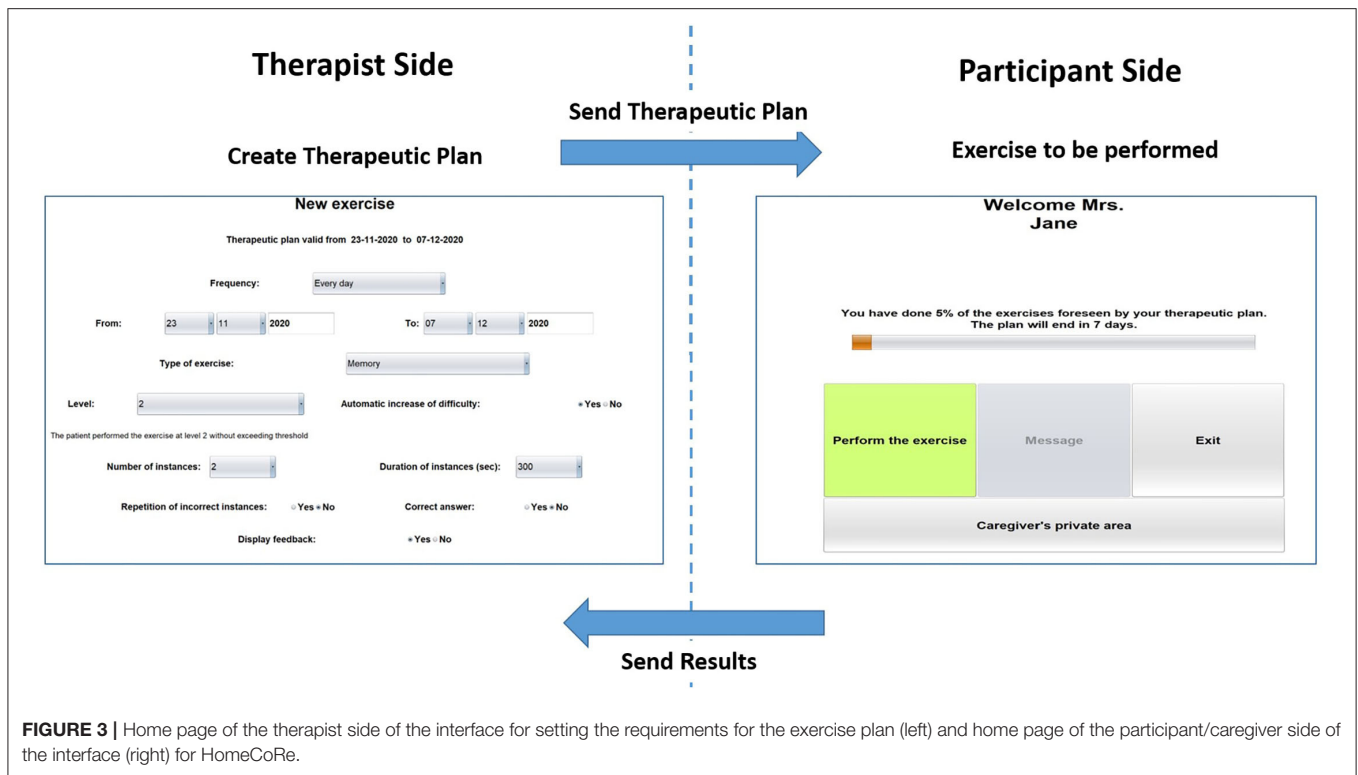 Therapist Side
Participant Side
Send Therapeutic Plan
Create Therapeutic Plan
Exercise to be performed
New exercise
Therapeutic plan valid from 23-11-2020 to 07-12-2020
Frequency: Every day
From: 23 11 2020 To: 07 12 2020
Type of exercise: Memory
Level: 2 Automatic increase of difficulty: Yes No
The patient performed the exercise at level 2 without exceeding threshold
Number of instances: 2 Duration of instances (sec): 300
Repetition of incorrect instances: Yes No Correct answer: Yes No
Display feedback: Yes No
Welcome Mrs.
Jane
You have done 5% of the exercises foreseen by your therapeutic plan.
The plan will end in 7 days.
Perform the exercise Message Exit
Caregiver's private area
Send Results
FIGURE 3 | Home page of the therapist side of the interface for setting the requirements for the exercise plan (left) and home page of the participant/caregiver side of
the interface (right) for HomeCoRe.